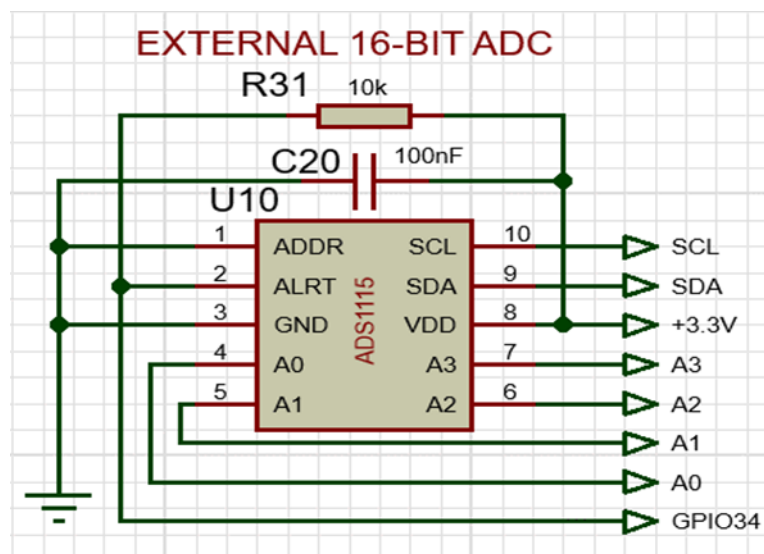 EXTERNAL 16-BIT ADC
R31 10k
C20 100nF
U10
1 ADDR SCL 10 SCL
2 ALRT SDA 9 SDA
3 GND VDD 8 +3.3V
4 A0 A3 7 A3
5 A1 A2 6 A2
ADS1115
A1
A0
GPIO34